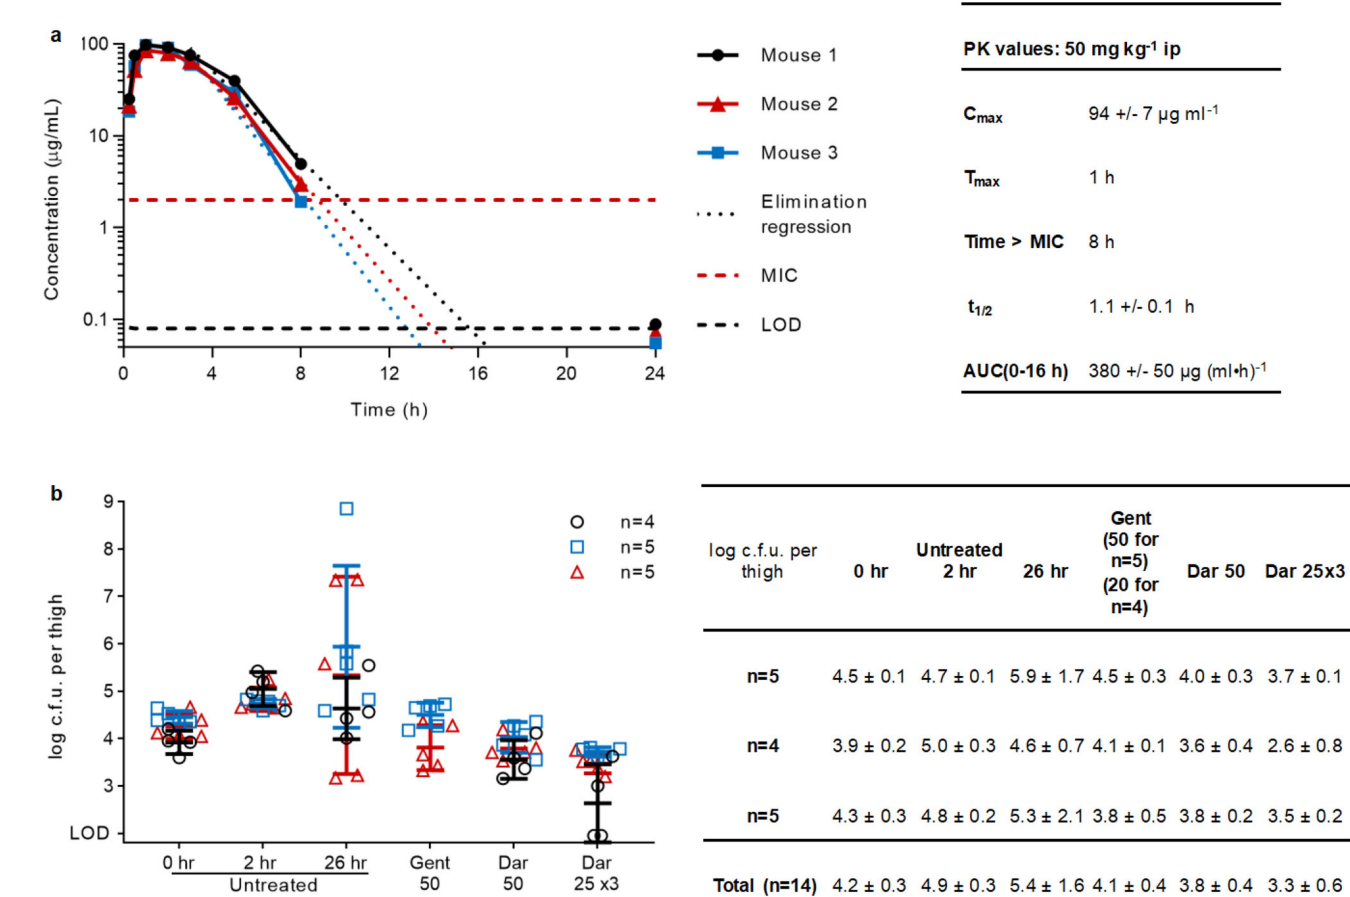 a
100
10
1
0.1
Concentration (µg/mL)
0
4
8
12
16
20
24
Time (h)
Mouse 1
Mouse 2
Mouse 3
Elimination
regression
MIC
LOD
PK values: 50 mg kg-1 ip
Cmax 94 +/- 7 µg ml-1
Tmax 1 h
Time > MIC 8 h
t1/2 1.1 +/- 0.1 h
AUC(0-16 h) 380 +/- 50 µg (ml•h)-1
b
9
8
7
6
5
4
3
LOD
log c.f.u. per thigh
n=4
n=5
n=5
0 hr 2 hr 26 hr Gent Dar Dar
50 50 25 x3
Untreated
log c.f.u. per
thigh
0 hr
Untreated
2 hr
26 hr
Gent
(50 for
n=5)
(20 for
n=4)
Dar 50
Dar 25x3
n=5 4.5 ± 0.1 4.7 ± 0.1 5.9 ± 1.7 4.5 ± 0.3 4.0 ± 0.3 3.7 ± 0.1
n=4 3.9 ± 0.2 5.0 ± 0.3 4.6 ± 0.7 4.1 ± 0.1 3.6 ± 0.4 2.6 ± 0.8
n=5 4.3 ± 0.3 4.8 ± 0.2 5.3 ± 2.1 3.8 ± 0.5 3.8 ± 0.2 3.5 ± 0.2
Total (n=14) 4.2 ± 0.3 4.9 ± 0.3 5.4 ± 1.6 4.1 ± 0.4 3.8 ± 0.4 3.3 ± 0.6